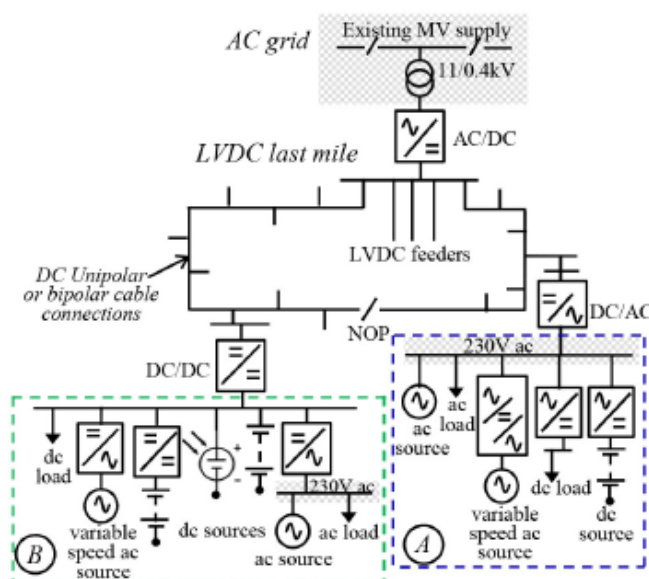 AC grid
Existing MV supply
11/0.4kV
AC/DC
LVDC last mile
LVDC feeders
DC Unipolar
or bipolar cable
connections
NOP
DC/AC
DC/DC
230V ac
ac
source
ac
load
variable
speed ac
source
dc load
dc
source
A
dc
load
variable
speed ac
source
dc sources
+
−
230V ac
ac source
ac load
B